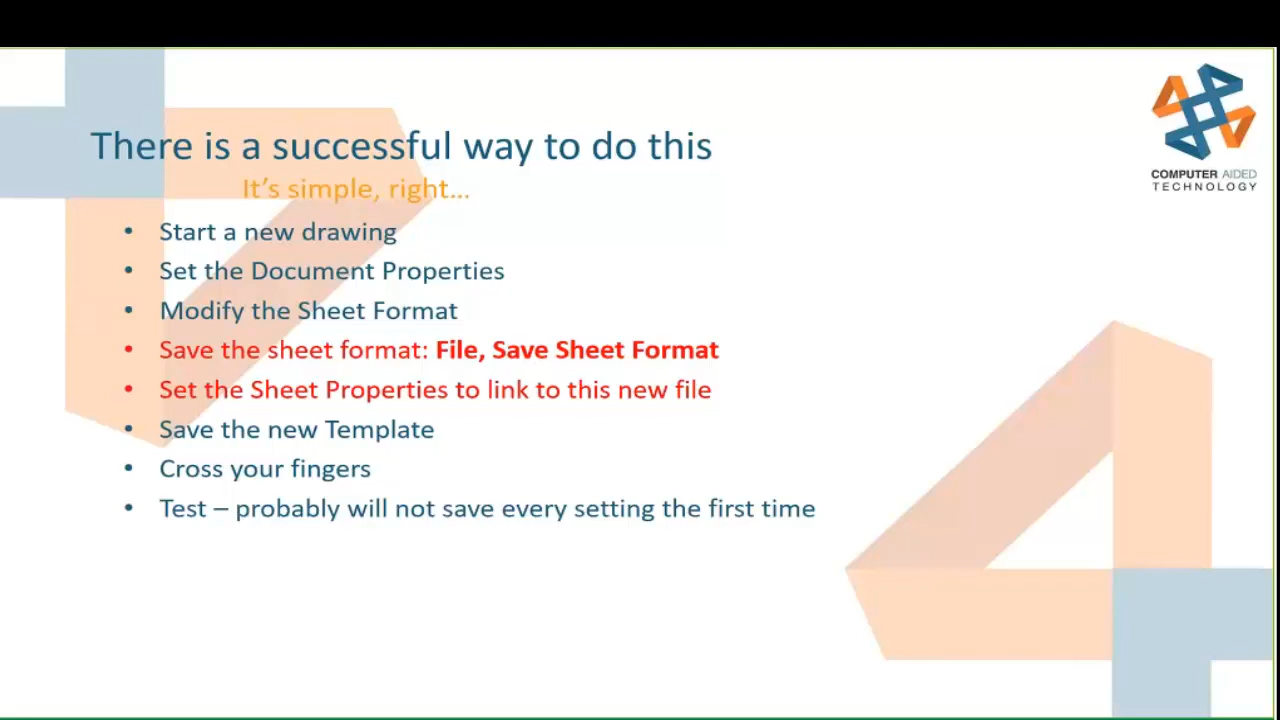 COMPUTER AIDED
TECHNOLOGY
There is a successful way to do this
It's simple, right...
• Start a new drawing
• Set the Document Properties
• Modify the Sheet Format
• Save the sheet format: File, Save Sheet Format
• Set the Sheet Properties to link to this new file
• Save the new Template
• Cross your fingers
• Test – probably will not save every setting the first time